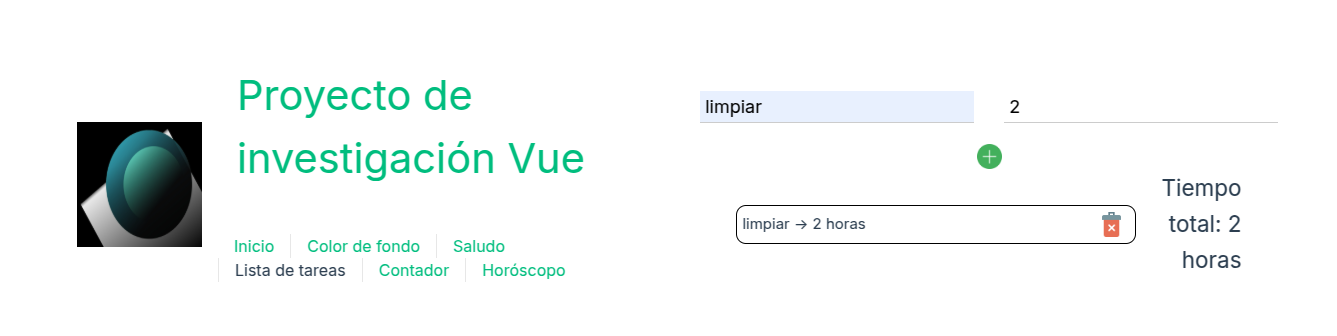 Proyecto de
investigación Vue
Inicio
Color de fondo
Saludo
Lista de tareas
Contador
Horóscopo
limpiar
2
limpiar → 2 horas
Tiempo
total: 2
horas